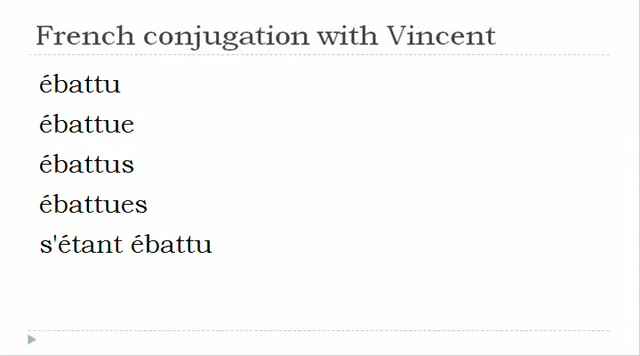 French conjugation with Vincent
ébattu
ébattue
ébattus
ébattues
s'étant ébattu